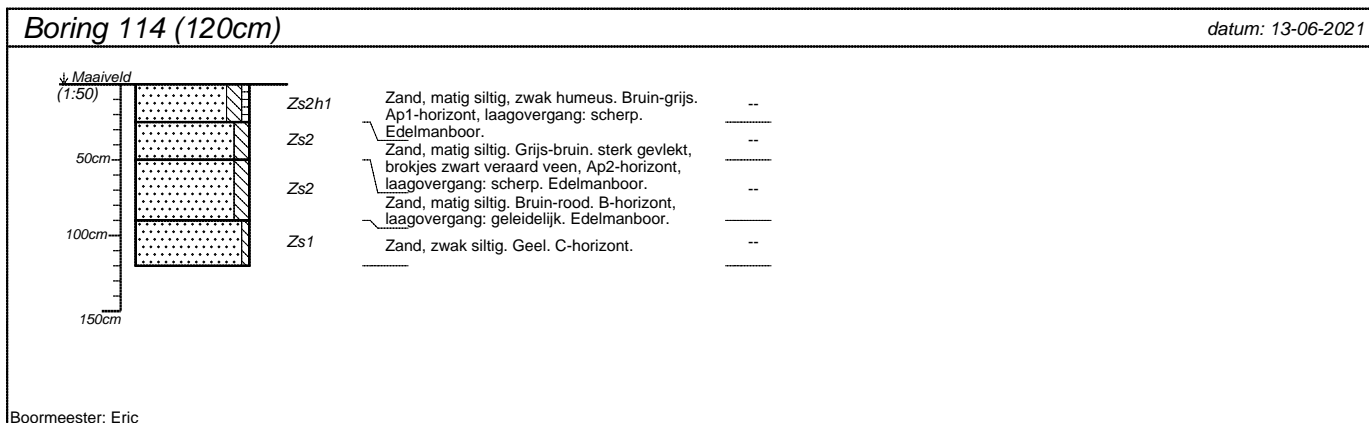 Boring 114 (120cm)
datum: 13-06-2021
Maaiveld
(1:50)
Zs2h1
Zand, matig siltig, zwak humeus. Bruin-grijs.
Ap1-horizont, laagovergang: scherp.
Edelmanboor.
--
Zs2
Zand, matig siltig. Grijs-bruin. sterk gevlekt,
brokjes zwart veraard veen, Ap2-horizont,
laagovergang: scherp. Edelmanboor.
--
50cm
Zs2
Zand, matig siltig. Bruin-rood. B-horizont,
laagovergang: geleidelijk. Edelmanboor.
--
100cm
Zs1
Zand, zwak siltig. Geel. C-horizont.
--
150cm
Boormeester: Eric